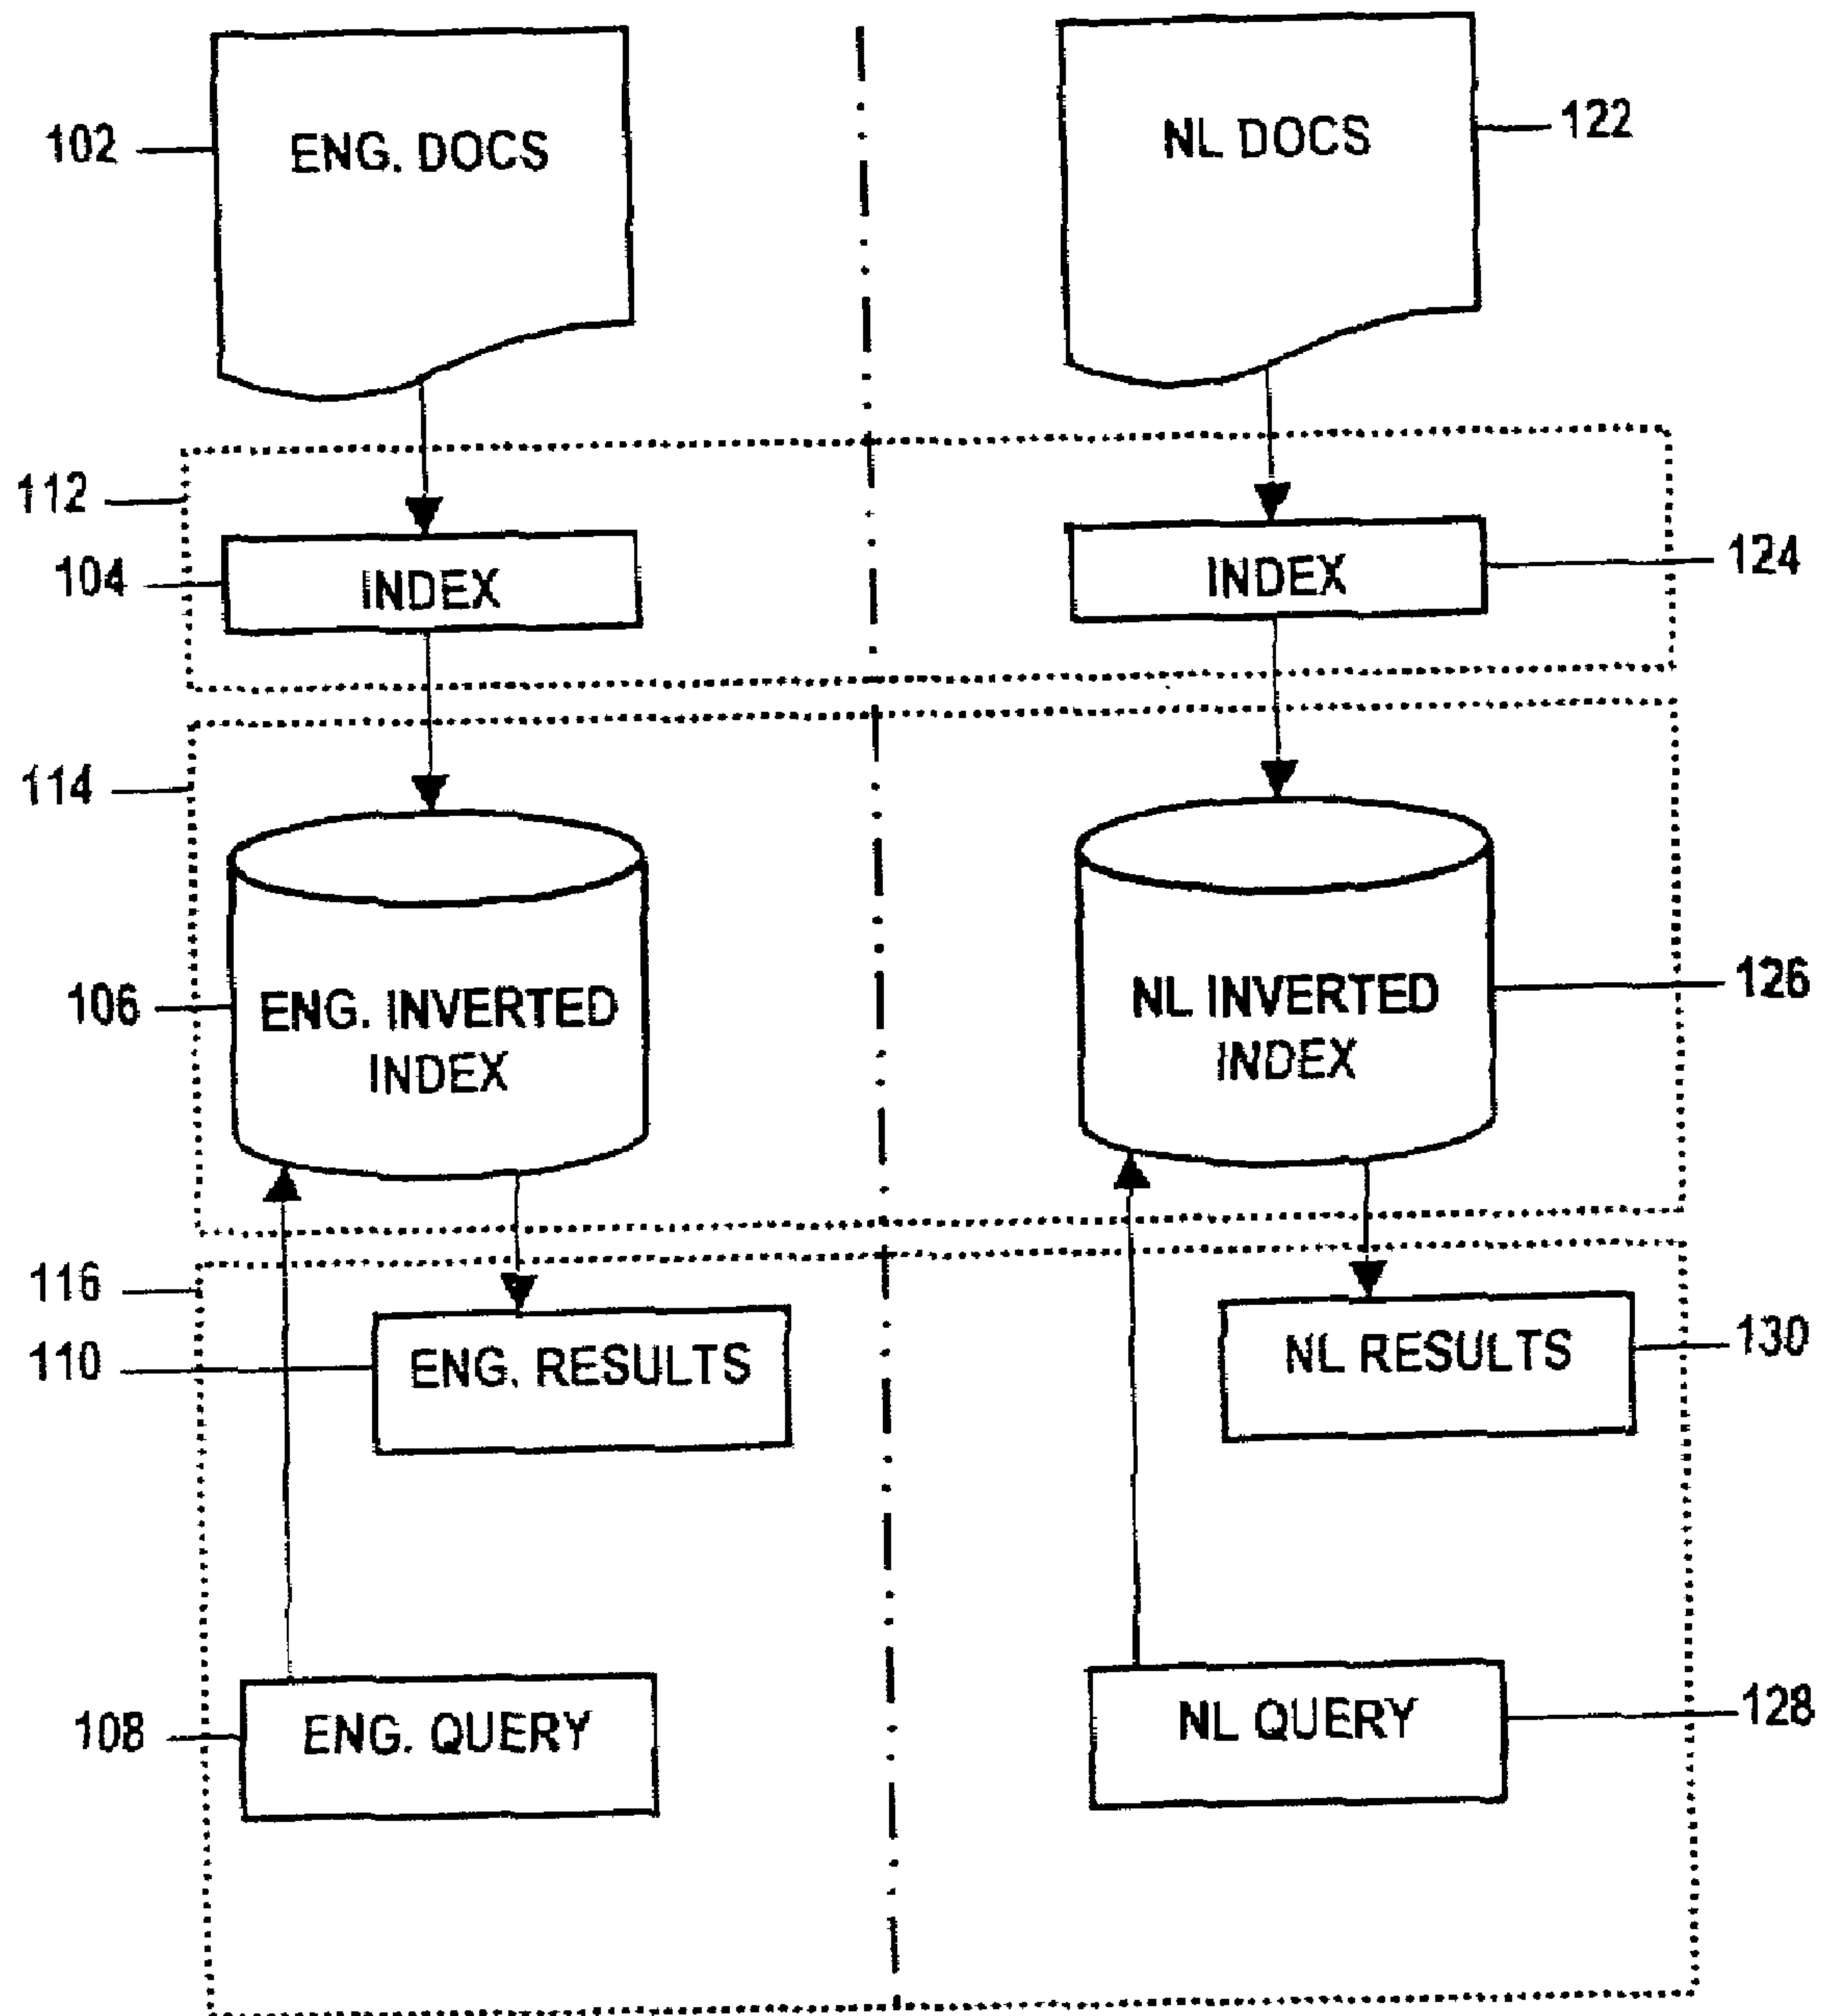 102
ENG. DOCS
NL DOCS
122
112
104
INDEX
INDEX
124
114
106
ENG. INVERTED
INDEX
NL INVERTED
INDEX
126
116
110
ENG. RESULTS
NL RESULTS
130
108
ENG. QUERY
NL QUERY
128